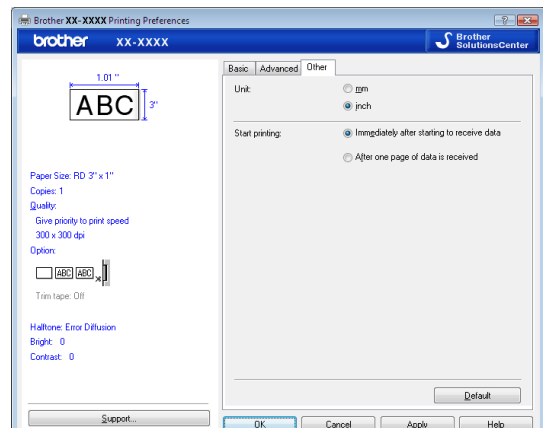 Brother XX-XXXX Printing Preferences
brother XX-XXXX
Brother
SolutionsCenter
1.01 "
ABC
3"
Paper Size: RD 3" x 1"
Copies: 1
Quality:
Give priority to print speed
300 x 300 dpi
Option:
ABC ABC
Trim tape: Off
Halftone: Error Diffusion
Bright: 0
Contrast: 0
Support...
Basic Advanced Other
Unit:
mm
inch
Start printing:
Immediately after starting to receive data
After one page of data is received
Default
OK Cancel Apply Help